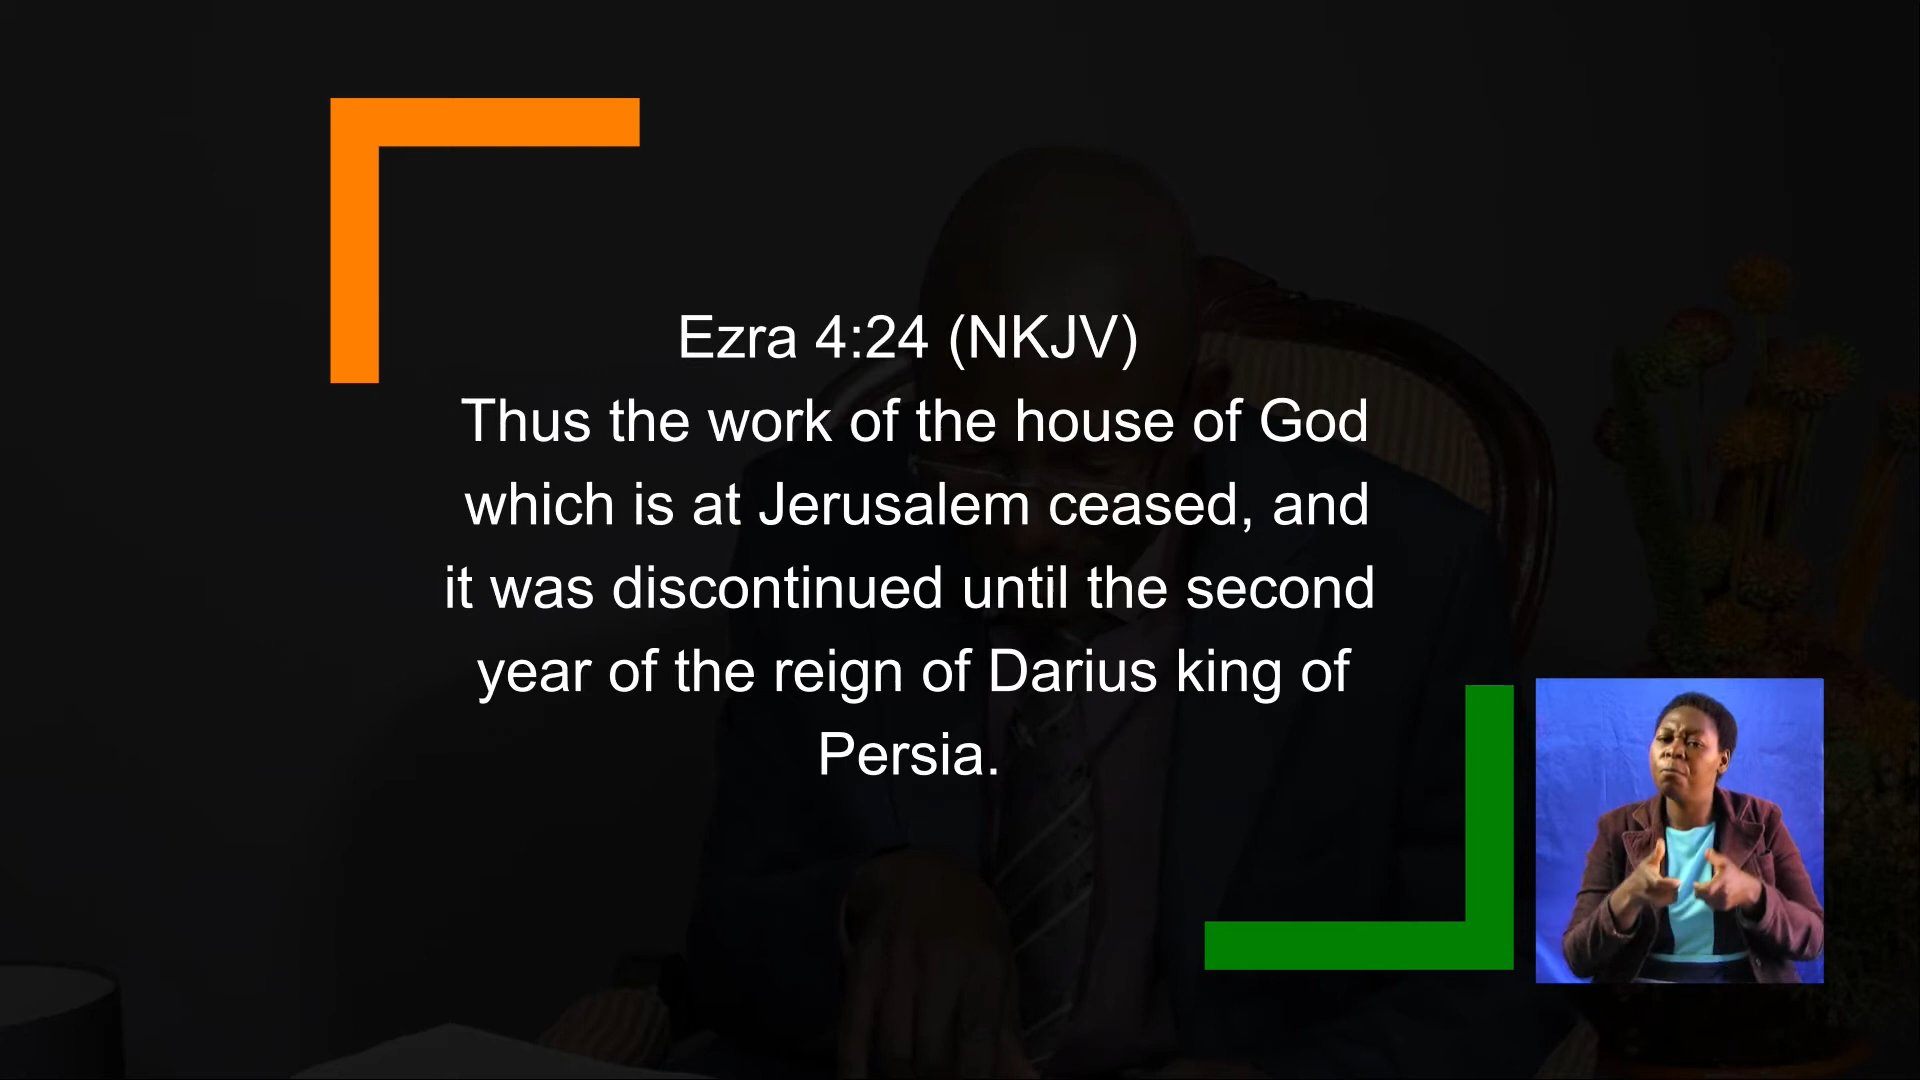 Ezra 4:24 (NKJV)
Thus the work of the house of God
which is at Jerusalem ceased, and
it was discontinued until the second
year of the reign of Darius king of
Persia.